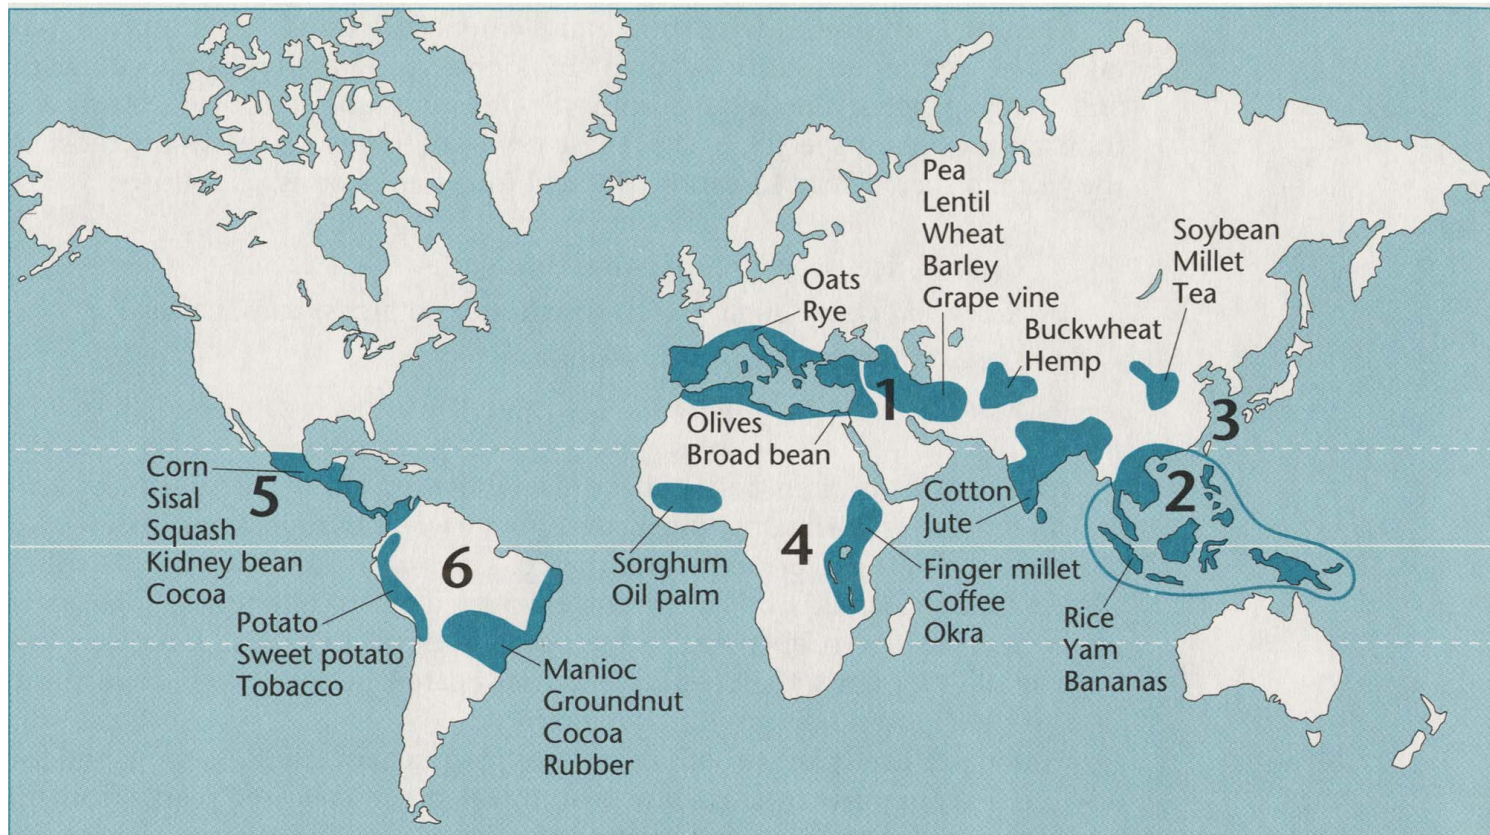 Pea
Lentil
Wheat
Barley
Grape vine
Soybean
Millet
Tea
Oats
Rye
Buckwheat
Hemp
1
Olives
Broad bean
3
Corn
Sisal
Squash
Kidney bean
Cocoa
5
2
Cotton
Jute
4
6
Sorghum
Oil palm
Finger millet
Coffee
Okra
Potato
Sweet potato
Tobacco
Rice
Yam
Bananas
Manioc
Groundnut
Cocoa
Rubber